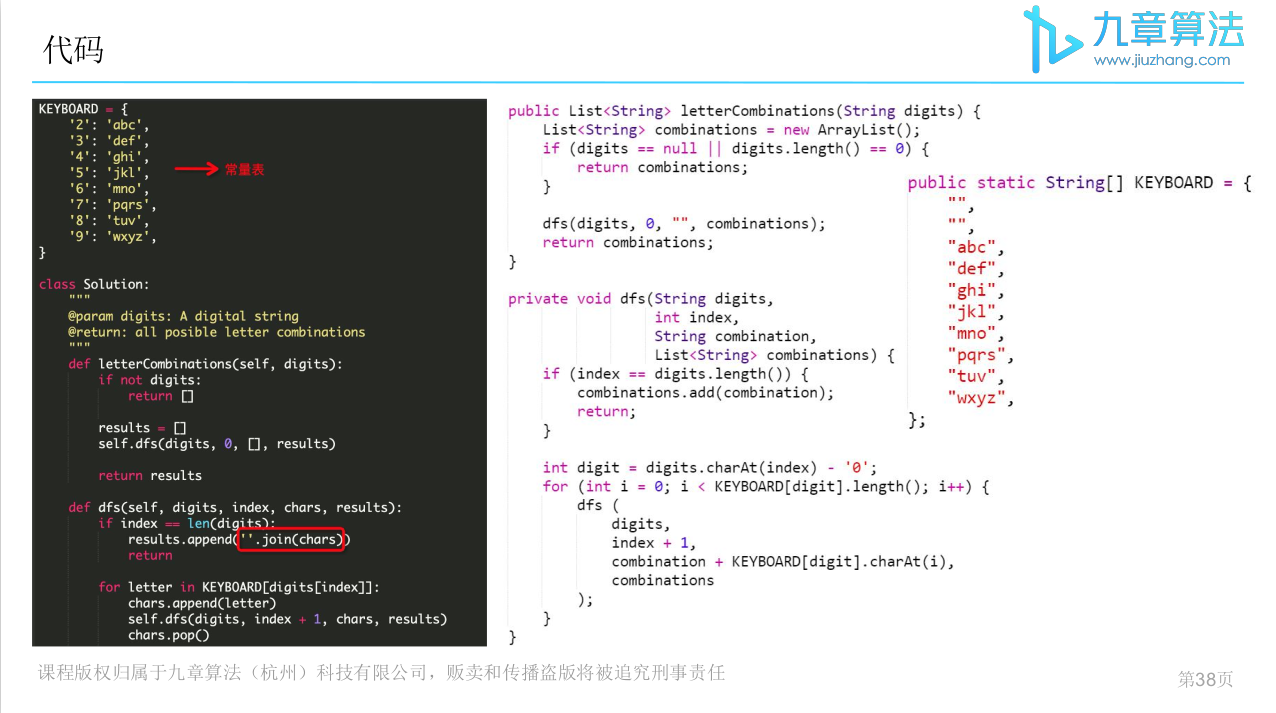 代码
九章算法
www.jiuzhang.com
KEYBOARD = {
    '2': 'abc',
    '3': 'def',
    '4': 'ghi',
    '5': 'jkl',
    '6': 'mno',
    '7': 'pqrs',
    '8': 'tuv',
    '9': 'wxyz',
}
常量表
class Solution:
    """
    @param digits: A digital string
    @return: all posible letter combinations
    """
    def letterCombinations(self, digits):
        if not digits:
            return []
        results = []
        self.dfs(digits, 0, [], results)
        return results
    def dfs(self, digits, index, chars, results):
        if index == len(digits):
            results.append(''.join(chars))
            return
        for letter in KEYBOARD[digits[index]]:
            chars.append(letter)
            self.dfs(digits, index + 1, chars, results)
            chars.pop()
public List<String> letterCombinations(String digits) {
    List<String> combinations = new ArrayList();
    if (digits == null || digits.length() == 0) {
        return combinations;
    }
    dfs(digits, 0, "", combinations);
    return combinations;
}
private void dfs(String digits,
                 int index,
                 String combination,
                 List<String> combinations) {
    if (index == digits.length()) {
        combinations.add(combination);
        return;
    }
    int digit = digits.charAt(index) - '0';
    for (int i = 0; i < KEYBOARD[digit].length(); i++) {
        dfs (
            digits,
            index + 1,
            combination + KEYBOARD[digit].charAt(i),
            combinations
        );
    }
}
public static String[] KEYBOARD = {
    "",
    "",
    "abc",
    "def",
    "ghi",
    "jkl",
    "mno",
    "pqrs",
    "tuv",
    "wxyz",
};
课程版权归属于九章算法（杭州）科技有限公司，贩卖和传播盗版将被追究刑事责任
第38页